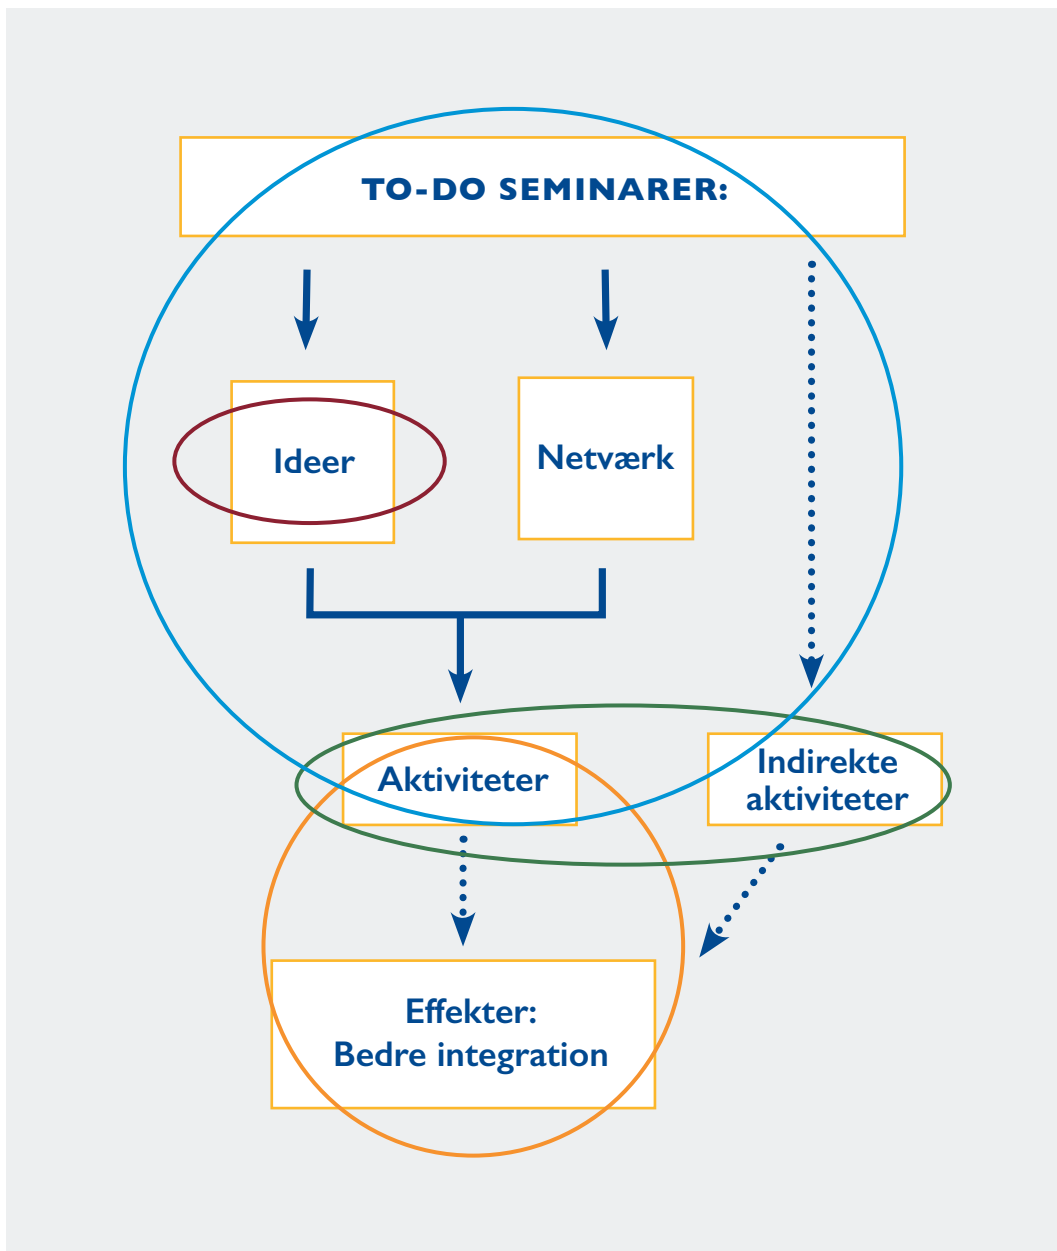 TO-DO SEMINARER:
Ideer
Netværk
Aktiviteter
Indirekte
aktiviteter
Effekter:
Bedre integration